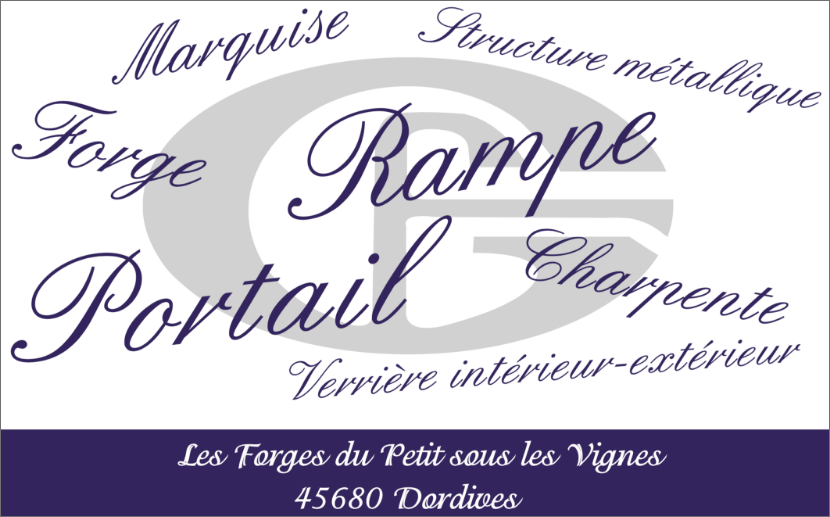 Marquise
Structure métallique
Forge
Rampe
Portail
Charpente
Verrière intérieur-extérieur
Les Forges du Petit sous les Vignes
45680 Dordives